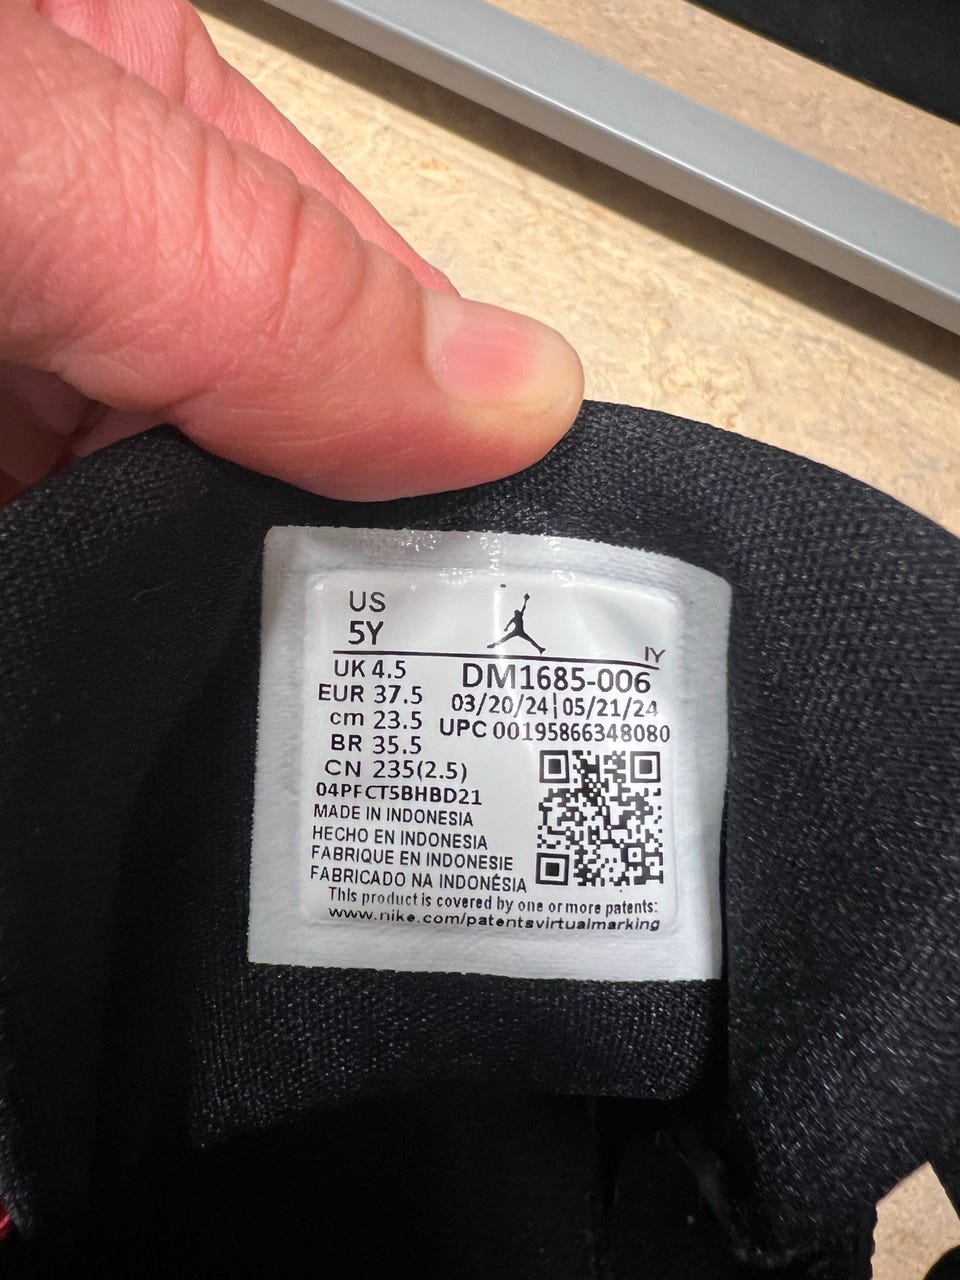 US
5Y
IY
UK 4.5
EUR 37.5
cm 23.5
BR 35.5
CN 235(2.5)
DM1685-006
03/20/24 05/21/24
UPC 00195866348080
04PFCT5BHBD21
MADE IN INDONESIA
HECHO EN INDONESIA
FABRIQUE EN INDONESIE
FABRICADO NA INDONÉSIA
This product is covered by one or more patents:
www.nike.com/patentsvirtualmarking